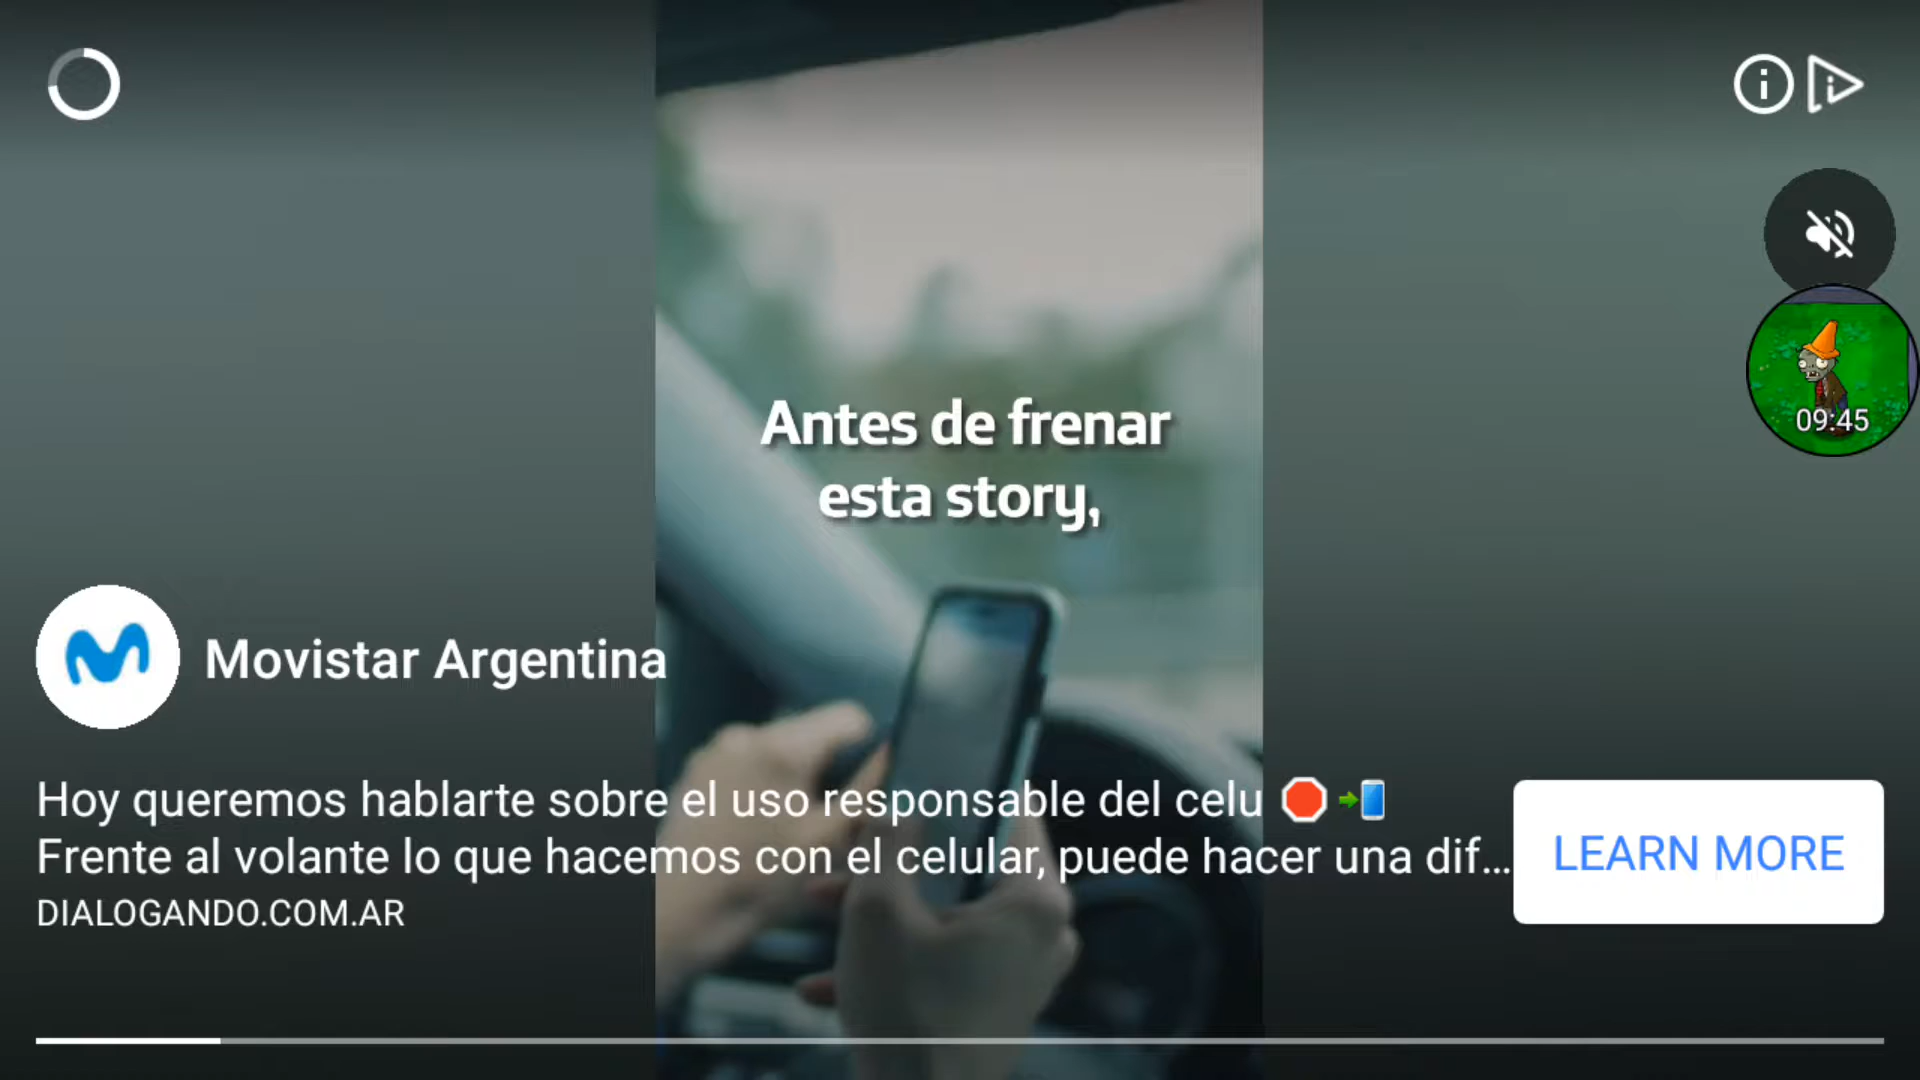 09:45
Antes de frenar
esta story,
Movistar Argentina
Hoy queremos hablarte sobre el uso responsable del celu 🛑 📲
Frente al volante lo que hacemos con el celular, puede hacer una dif...
DIALOGANDO.COM.AR
LEARN MORE